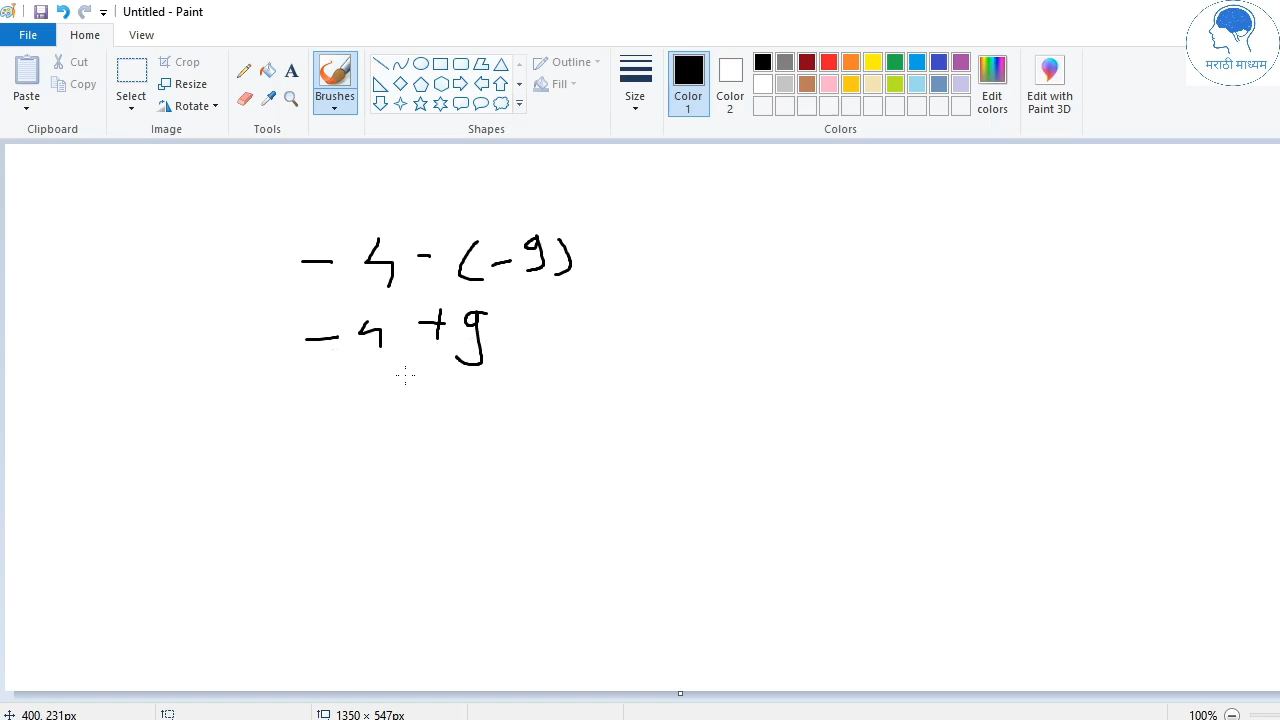 Untitled - Paint
File Home View
Paste Cut Copy Clipboard
Select Crop Resize Rotate Image
Tools
Brushes
Outline Fill Shapes
Size
Color 1 Color 2 Edit colors Colors
Edit with Paint 3D
मराठी माध्यम
- 4 - (- 9)
- 4 + 9
400, 231px 1350 × 547px 100%